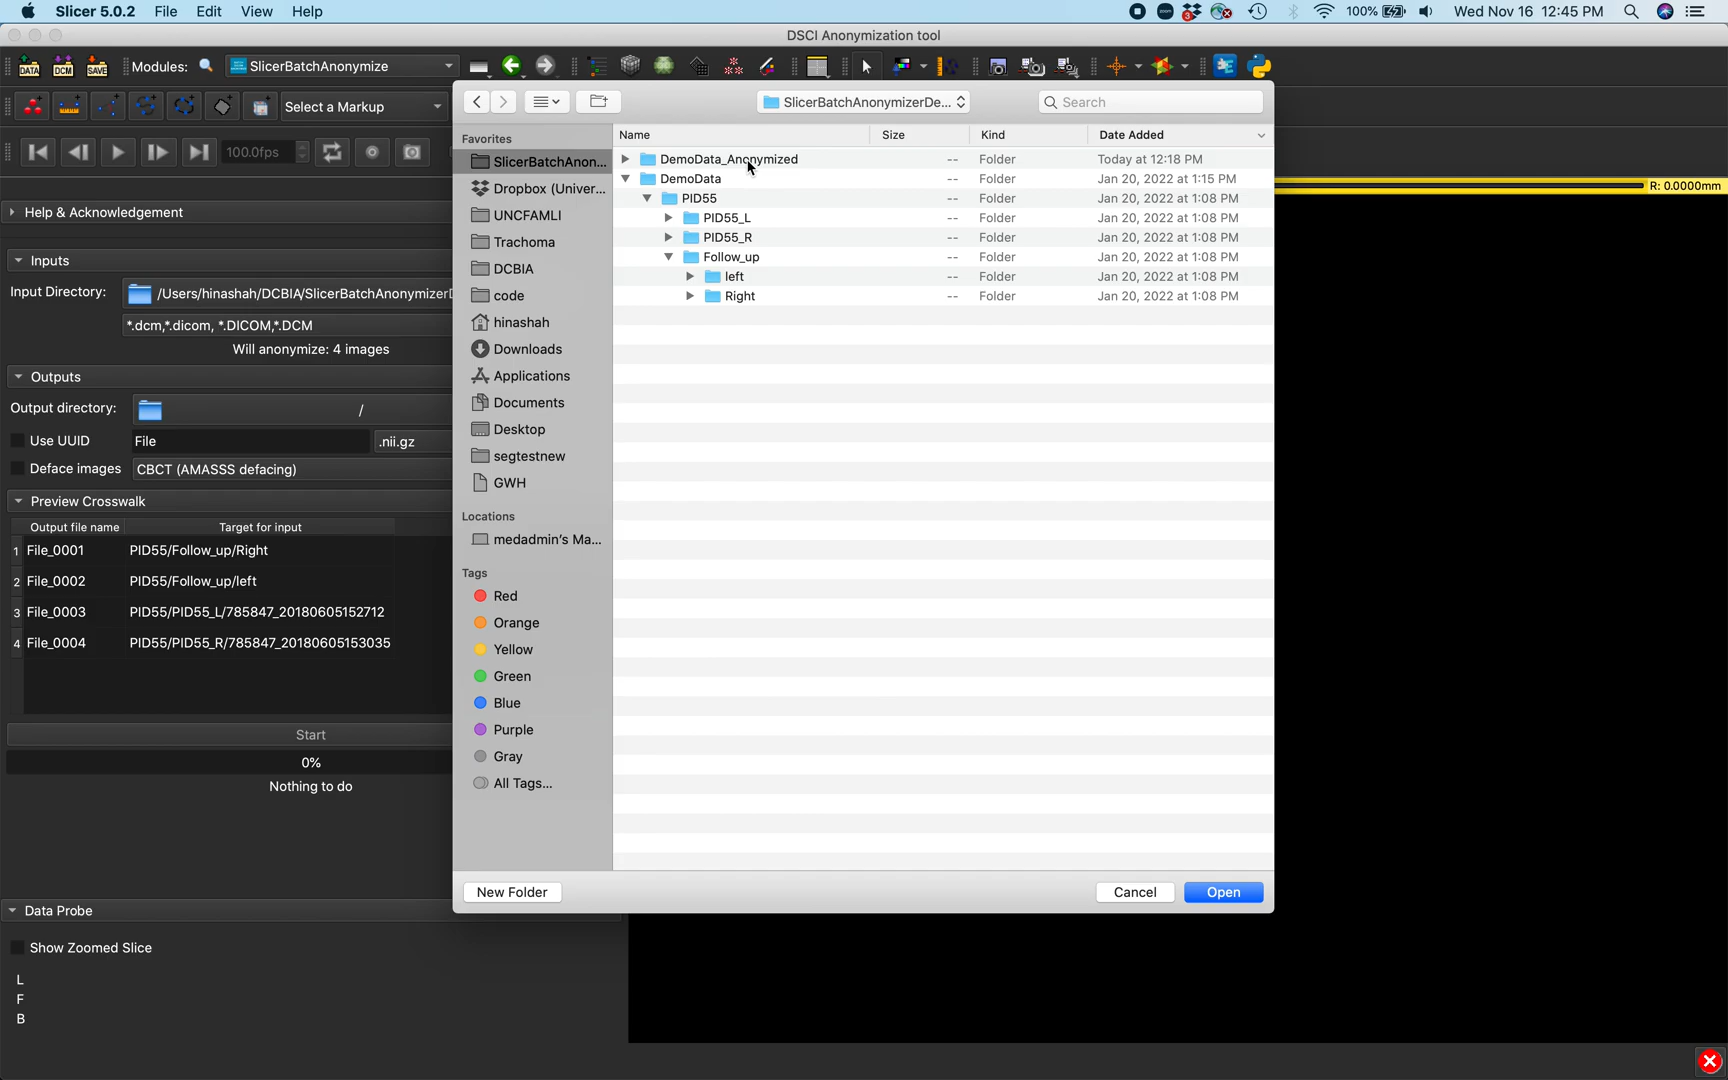 Slicer 5.0.2 File Edit View Help
3
100% Wed Nov 16 12:45 PM
DSCI Anonymization tool
DATA DCM SAVE Modules: SlicerBatchAnonymize
Select a Markup
100.0fps
Help & Acknowledgement
Inputs
Input Directory: /Users/hinashah/DCBIA/SlicerBatchAnonymizerD
*.dcm,*.dicom, *.DICOM,*.DCM
Will anonymize: 4 images
Outputs
Output directory: /
Use UUID File .nii.gz
Deface images CBCT (AMASSS defacing)
Preview Crosswalk
Output file name Target for input
1 File_0001 PID55/Follow_up/Right
2 File_0002 PID55/Follow_up/left
3 File_0003 PID55/PID55_L/785847_20180605152712
4 File_0004 PID55/PID55_R/785847_20180605153035
Start
0%
Nothing to do
Data Probe
Show Zoomed Slice
L
F
B
SlicerBatchAnonymizerDe... Search
Favorites
SlicerBatchAnon...
Dropbox (Univer...
UNCFAMLI
Trachoma
DCBIA
code
hinashah
Downloads
Applications
Documents
Desktop
segtestnew
GWH
Locations
medadmin's Ma...
Tags
Red
Orange
Yellow
Green
Blue
Purple
Gray
All Tags...
Name Size Kind Date Added
DemoData_Anonymized -- Folder Today at 12:18 PM
DemoData -- Folder Jan 20, 2022 at 1:15 PM
PID55 -- Folder Jan 20, 2022 at 1:08 PM
PID55_L -- Folder Jan 20, 2022 at 1:08 PM
PID55_R -- Folder Jan 20, 2022 at 1:08 PM
Follow_up -- Folder Jan 20, 2022 at 1:08 PM
left -- Folder Jan 20, 2022 at 1:08 PM
Right -- Folder Jan 20, 2022 at 1:08 PM
New Folder Cancel Open
R: 0.0000mm